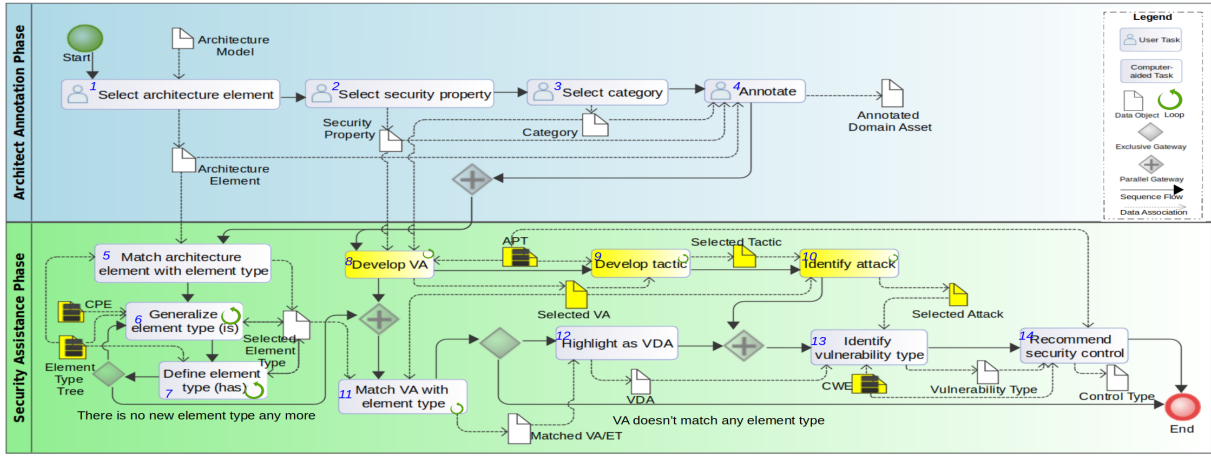 Architect Annotation Phase
Start
Architecture
Model
1 Select architecture element
2 Select security property
3 Select category
4 Annotate
Security
Property
Category
Annotated
Domain Asset
Architecture
Element
Legend
User Task
Computer-
aided Task
Data Object
Loop
Exclusive Gateway
Parallel Gateway
Sequence Flow
Data Association
Security Assistance Phase
5 Match architecture
element with element type
CPE
6 Generalize
element type (is)
Element
Type
Tree
Selected
Element
Type
7 Define element
type (has)
There is no new element type any more
8 Develop VA
APT
9 Develop tactic
Selected Tactic
10 Identify attack
Selected VA
Selected Attack
11 Match VA with
element type
Matched VA/ET
12 Highlight as VDA
VDA
VA doesn't match any element type
13 Identify
vulnerability type
CWE
Vulnerability Type
14 Recommend
security control
Control Type
End